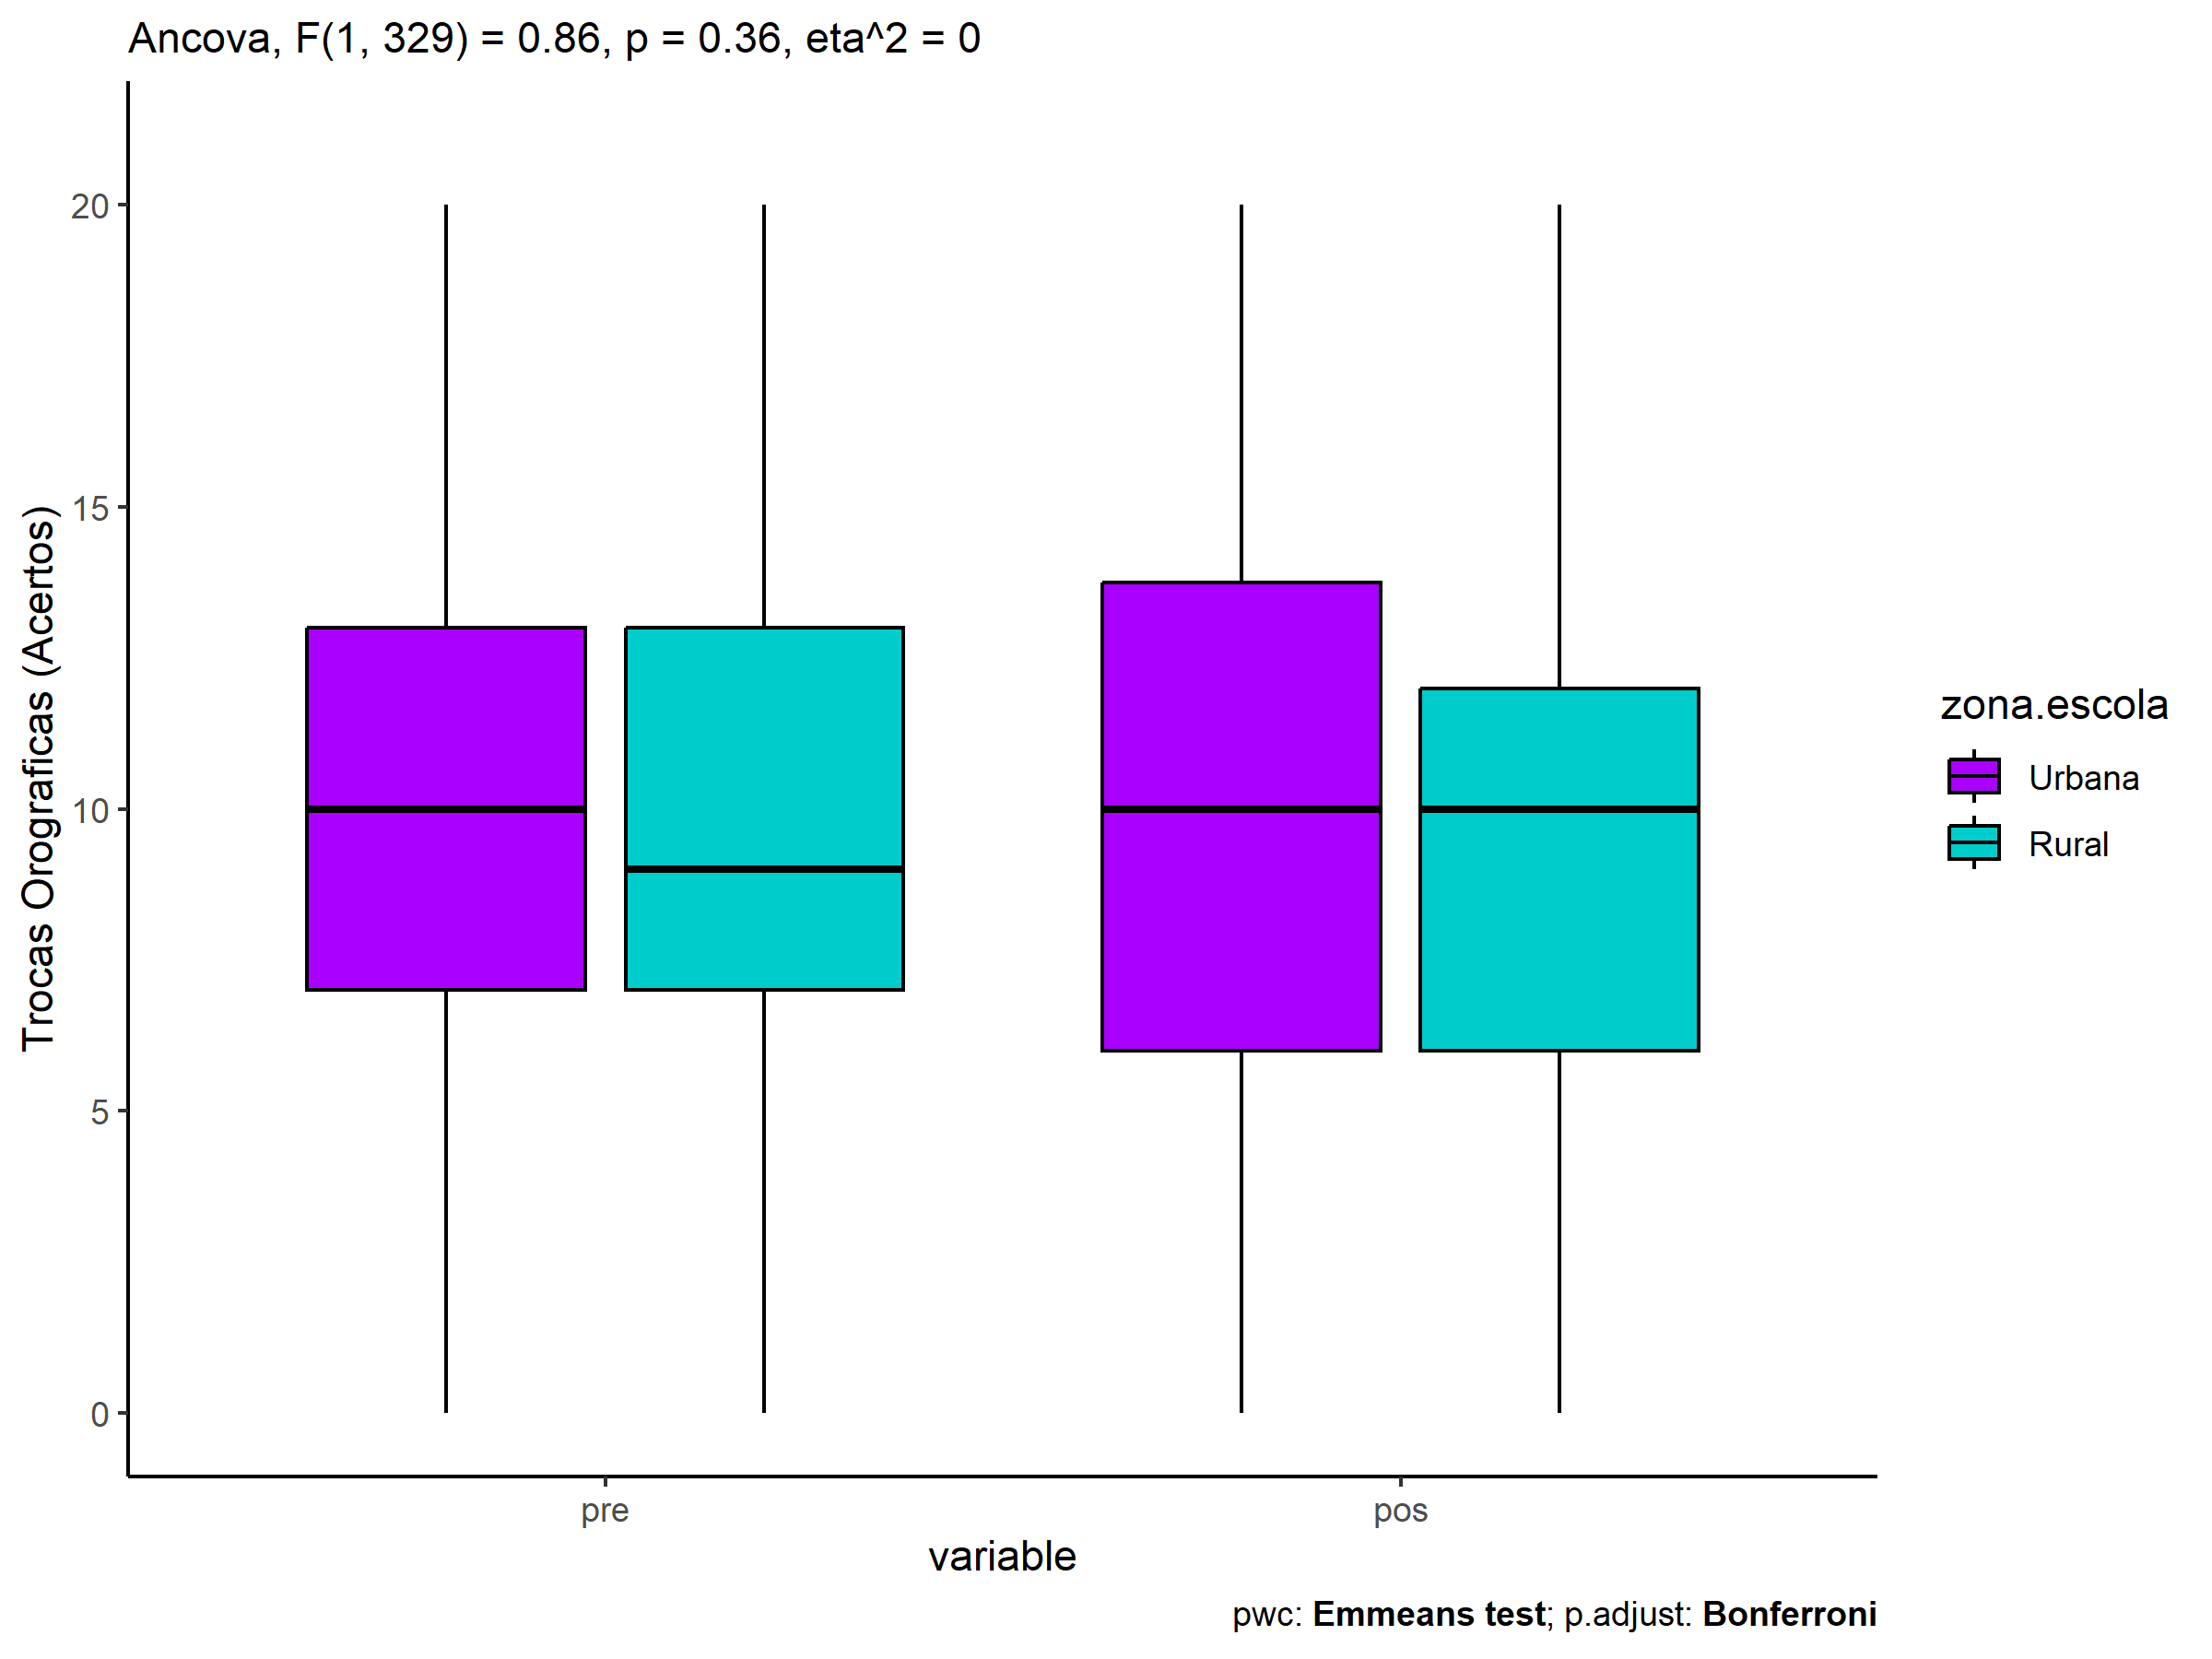 Ancova, F(1, 329) = 0.86, p = 0.36, eta^2 = 0
Trocas Orograficas (Acertos)
20
15
10
5
0
pre
pos
variable
zona.escola
Urbana
Rural
pwc: Emmeans test; p.adjust: Bonferroni